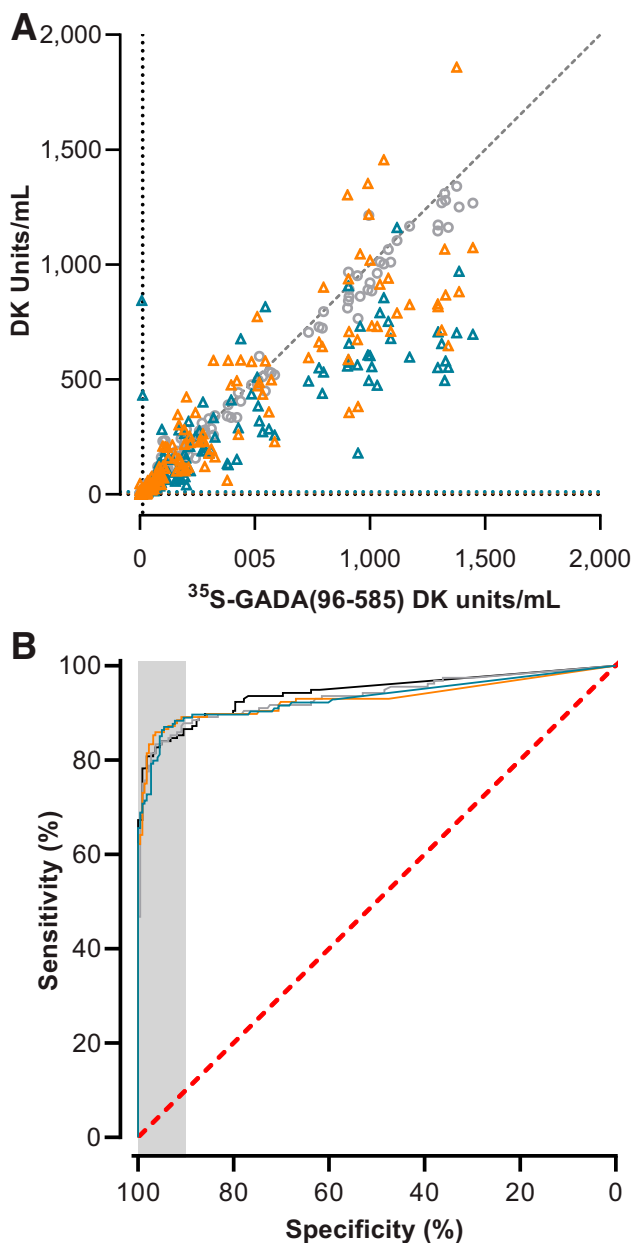 A
2,000
1,500
1,000
500
0
DK Units/mL
0 005 1,000 1,500 2,000
³⁵S-GADA(96-585) DK units/mL
B
100
80
60
40
20
0
Sensitivity (%)
100 80 60 40 20 0
Specificity (%)